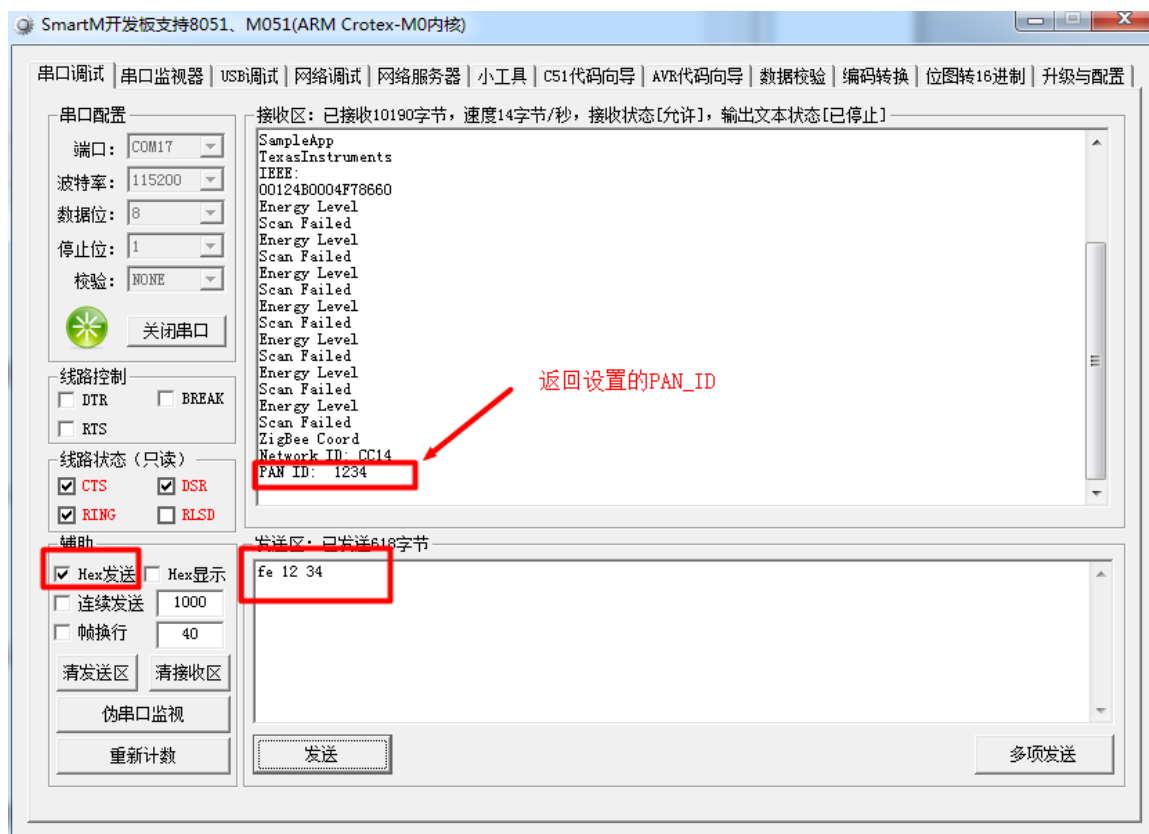 SmartM开发板支持8051、M051(ARM Crotex-M0内核)
串口调试 串口监视器 USB调试 网络调试 网络服务器 小工具 C51代码向导 AVR代码向导 数据校验 编码转换 位图转16进制 升级与配置
串口配置
端口: COM17
波特率: 115200
数据位: 8
停止位: 1
校验: NONE
关闭串口
线路控制
DTR BREAK
RTS
线路状态（只读）
CTS DSR
RING RLSD
辅助
Hex发送 Hex显示
连续发送 1000
帧换行 40
清发送区 清接收区
伪串口监视
重新计数
接收区: 已接收10190字节，速度14字节/秒，接收状态[允许]，输出文本状态[已停止]
SampleApp
TexasInstruments
IEEE:
00124B0004F78660
Energy Level
Scan Failed
Energy Level
Scan Failed
Energy Level
Scan Failed
Energy Level
Scan Failed
Energy Level
Scan Failed
Energy Level
Scan Failed
Energy Level
Scan Failed
ZigBee Coord
Network ID: CC14
PAN ID: 1234
返回设置的PAN_ID
发送区: 已发送618字节
fe 12 34
发送 多项发送